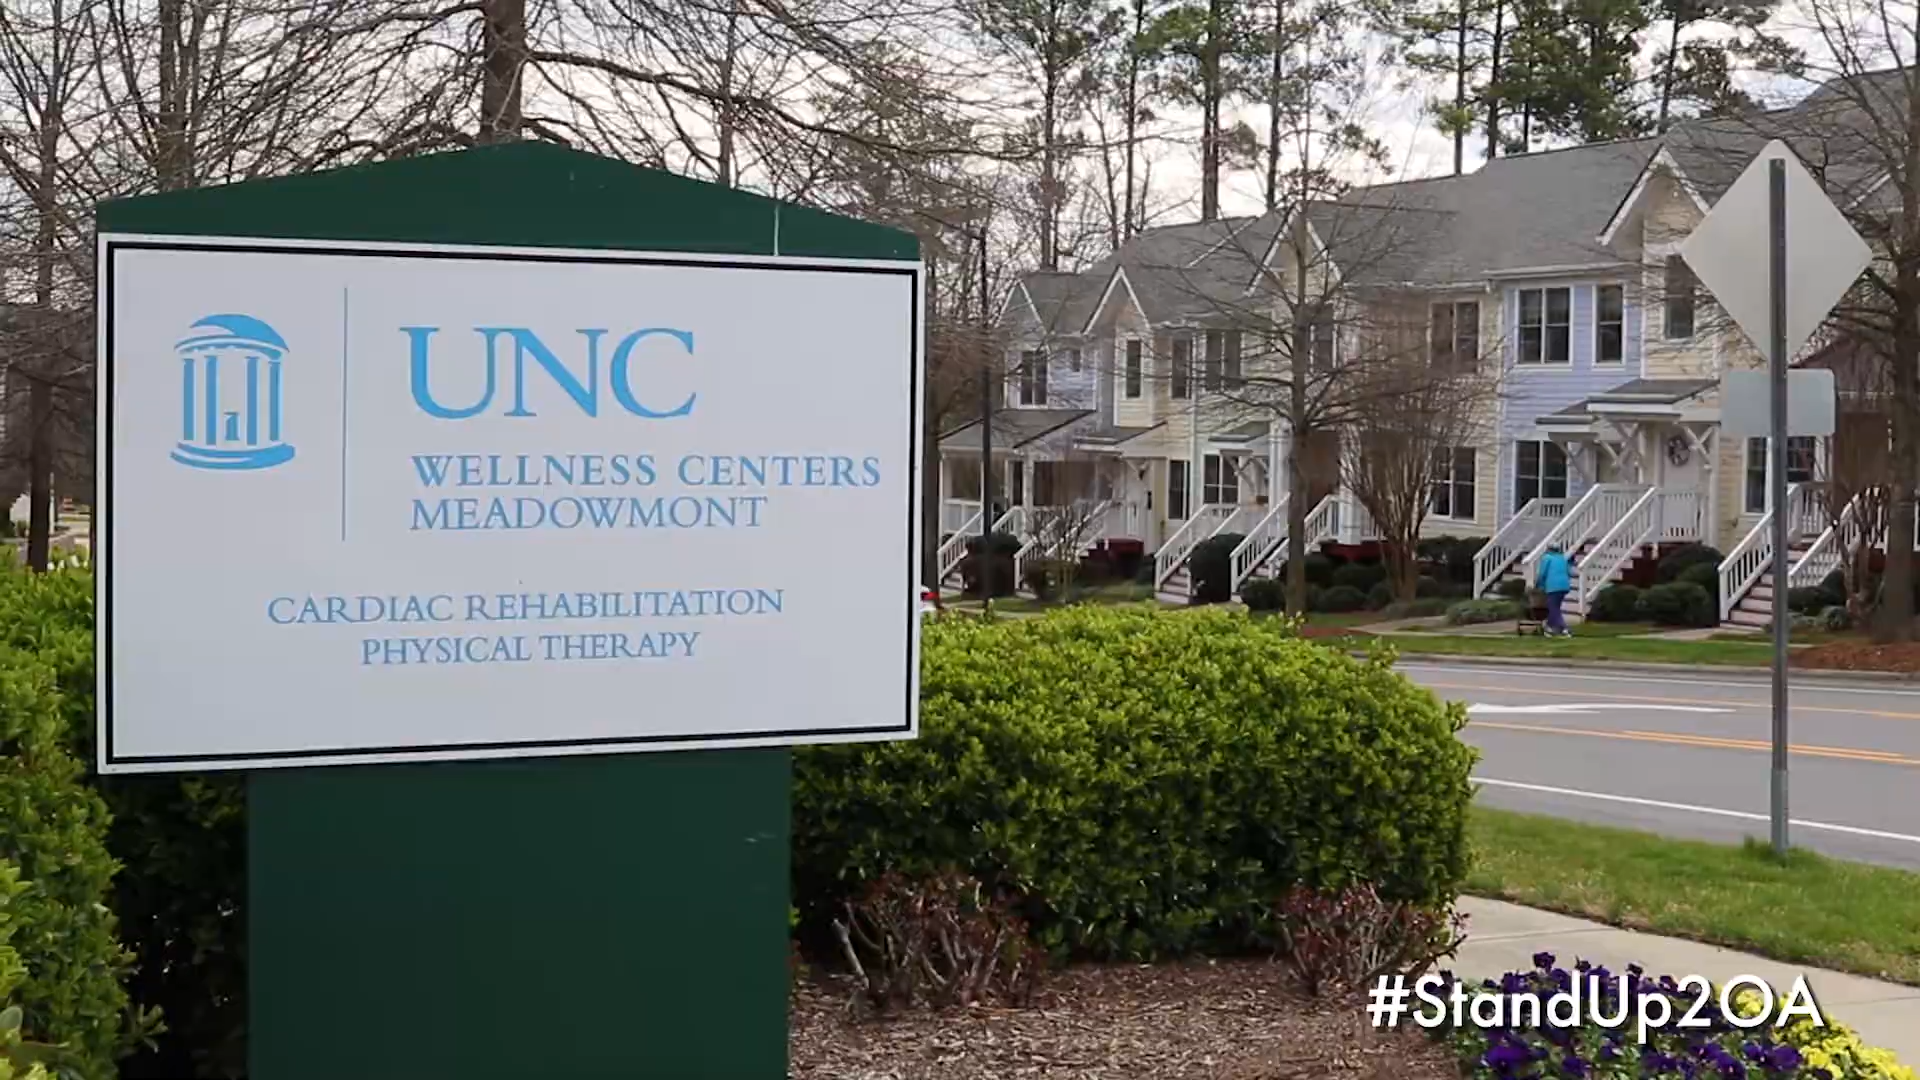 UNC
WELLNESS CENTERS
MEADOWMONT
CARDIAC REHABILITATION
PHYSICAL THERAPY
#StandUp2OA